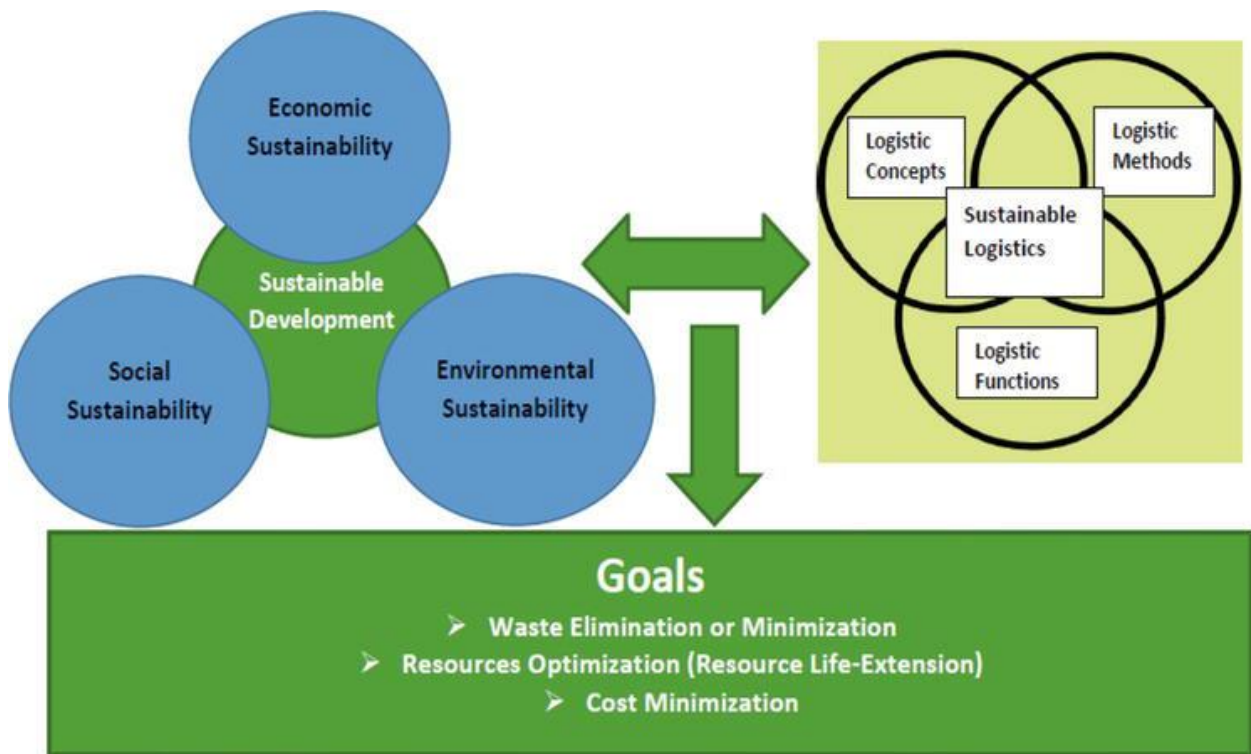 Economic
Sustainability
Sustainable
Development
Social
Sustainability
Environmental
Sustainability
Logistic
Concepts
Logistic
Methods
Sustainable
Logistics
Logistic
Functions
Goals
➢ Waste Elimination or Minimization
➢ Resources Optimization (Resource Life-Extension)
➢ Cost Minimization